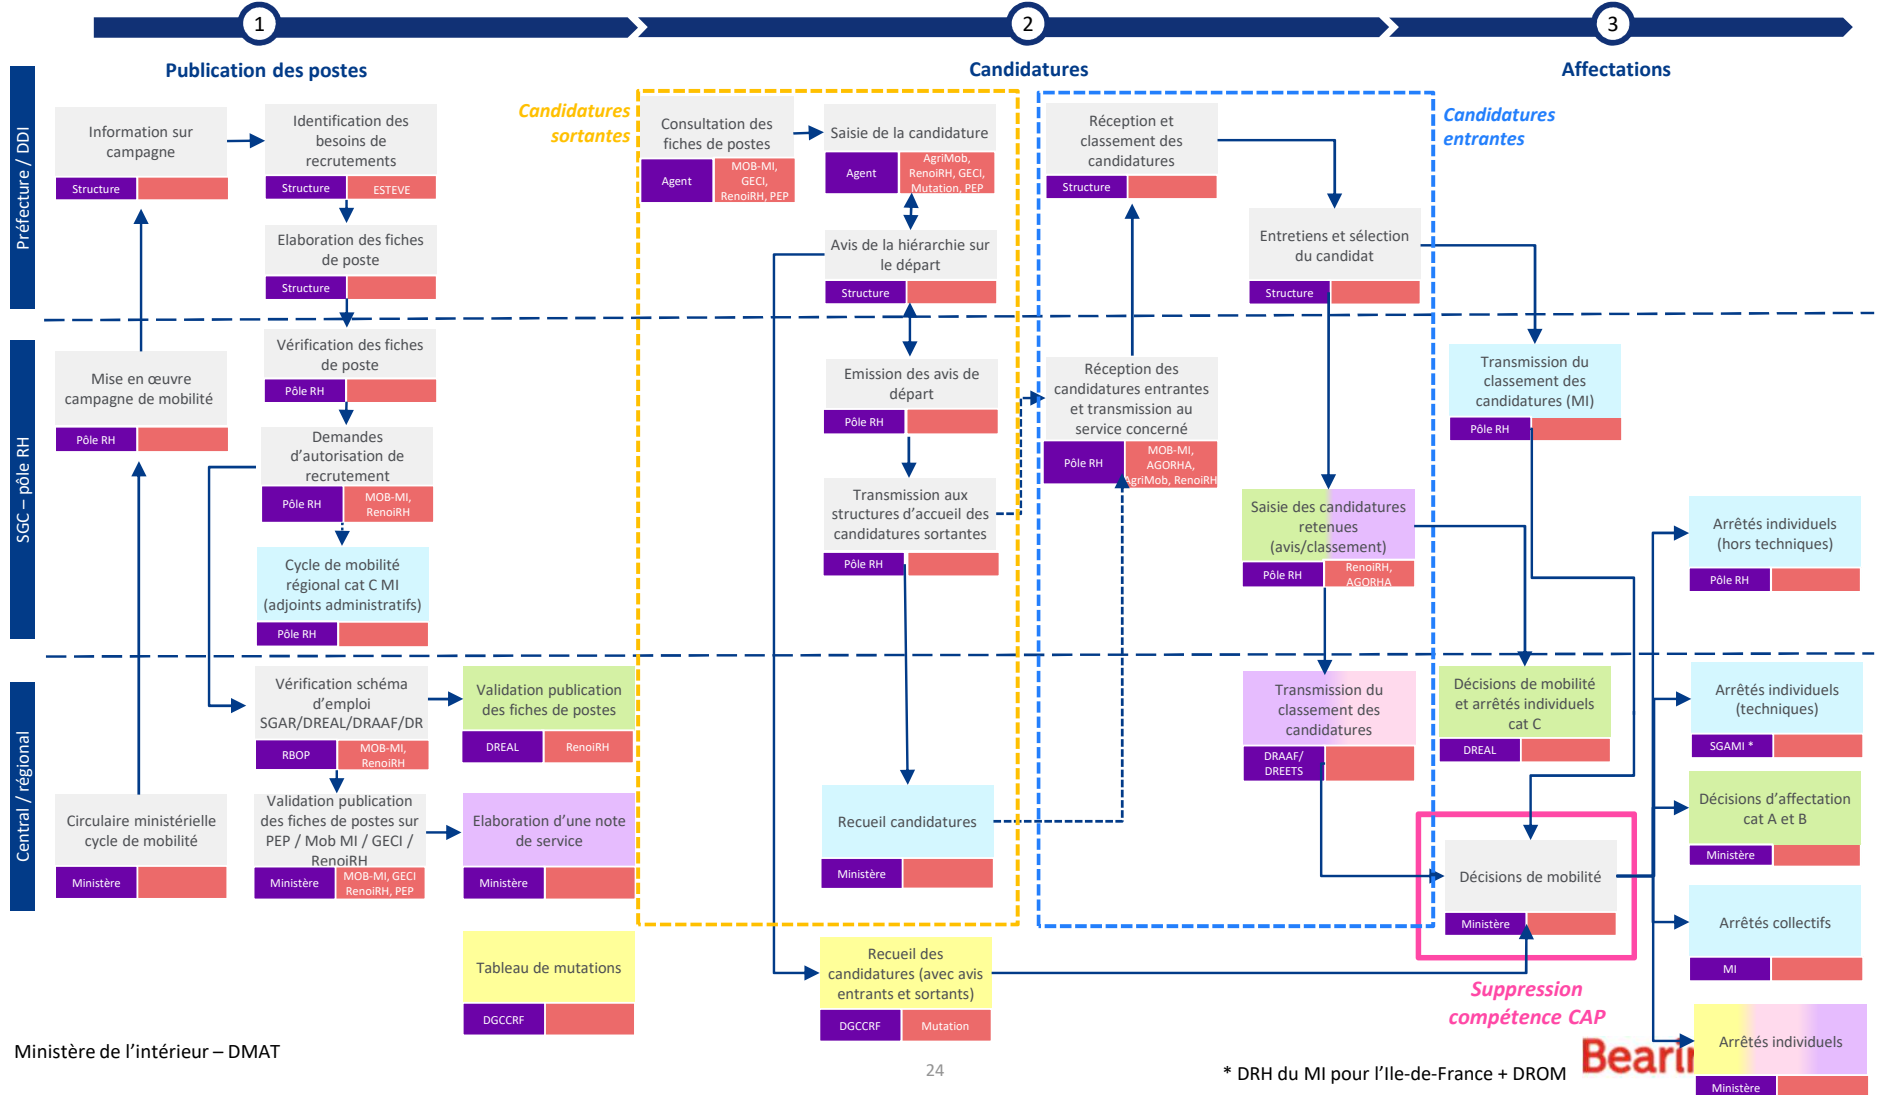 1
2
3
Publication des postes
Candidatures
Affectations
Préfecture / DDI
SGC – pôle RH
Central / régional
Information sur
campagne
Structure
Identification des
besoins de
recrutements
Structure
ESTEVE
Elaboration des fiches
de poste
Structure
Mise en œuvre
campagne de mobilité
Pôle RH
Vérification des fiches
de poste
Pôle RH
Demandes
d'autorisation de
recrutement
Pôle RH
MOB-MI,
RenoiRH
Cycle de mobilité
régional cat C MI
(adjoints administratifs)
Pôle RH
Circulaire ministérielle
cycle de mobilité
Ministère
Vérification schéma
d'emploi
SGAR/DREAL/DRAAF/DR
RBOP
MOB-MI,
RenoiRH
Validation publication
des fiches de postes sur
PEP / Mob MI / GECI /
RenoiRH
Ministère
MOB-MI, GECI
RenoiRH, PEP
Validation publication
des fiches de postes
DREAL
RenoiRH
Elaboration d'une note
de service
Ministère
Tableau de mutations
DGCCRF
Candidatures
sortantes
Consultation des
fiches de postes
Agent
MOB-MI,
GECI,
RenoiRH, PEP
Saisie de la candidature
Agent
AgriMob,
RenoiRH, GECI,
Mutation, PEP
Avis de la hiérarchie sur
le départ
Structure
Emission des avis de
départ
Pôle RH
Transmission aux
structures d'accueil des
candidatures sortantes
Pôle RH
Recueil candidatures
Ministère
Recueil des
candidatures (avec avis
entrants et sortants)
DGCCRF
Mutation
Candidatures
entrantes
Réception et
classement des
candidatures
Structure
Entretiens et sélection
du candidat
Structure
Réception des
candidatures entrantes
et transmission au
service concerné
Pôle RH
MOB-MI,
AGORHA,
AgriMob, RenoiRH
Saisie des candidatures
retenues
(avis/classement)
Pôle RH
RenoiRH,
AGORHA
Transmission du
classement des
candidatures
DRAAF/
DREETS
Transmission du
classement des
candidatures (MI)
Pôle RH
Décisions de mobilité
et arrêtés individuels
cat C
DREAL
Décisions de mobilité
Ministère
Suppression
compétence CAP
Arrêtés individuels
(hors techniques)
Pôle RH
Arrêtés individuels
(techniques)
SGAMI *
Décisions d'affectation
cat A et B
Ministère
Arrêtés collectifs
MI
Arrêtés individuels
Ministère
Ministère de l'intérieur – DMAT
24
* DRH du MI pour l'Ile-de-France + DROM